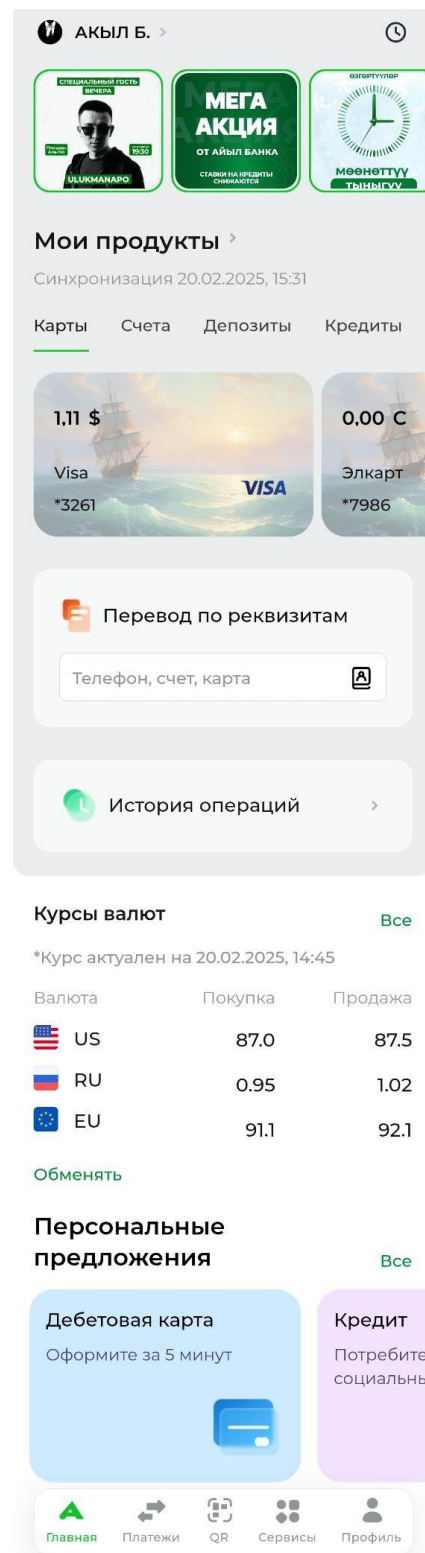 АКЫЛ Б.
СПЕЦИАЛЬНЫЙ ГОСТЬ
ВЕЧЕРА
19:30
ULUKMANAPO
МЕГА
АКЦИЯ
ОТ АЙЫЛ БАНКА
СТАВКИ НА КРЕДИТЫ
СНИЖАЮТСЯ
ӨЗГӨРТҮҮЛӨР
МӨӨНӨТТҮҮ
ТЫНЫГУУ
Мои продукты
Синхронизация 20.02.2025, 15:31
Карты Счета Депозиты Кредиты
1,11 $
Visa
*3261
VISA
0,00 С
Элкарт
*7986
Перевод по реквизитам
Телефон, счет, карта
История операций
Курсы валют
Все
*Курс актуален на 20.02.2025, 14:45
Валюта Покупка Продажа
US 87.0 87.5
RU 0.95 1.02
EU 91.1 92.1
Обменять
Персональные
предложения
Все
Дебетовая карта
Оформите за 5 минут
Кредит
Потребите
социальны
Главная Платежи QR Сервисы Профиль